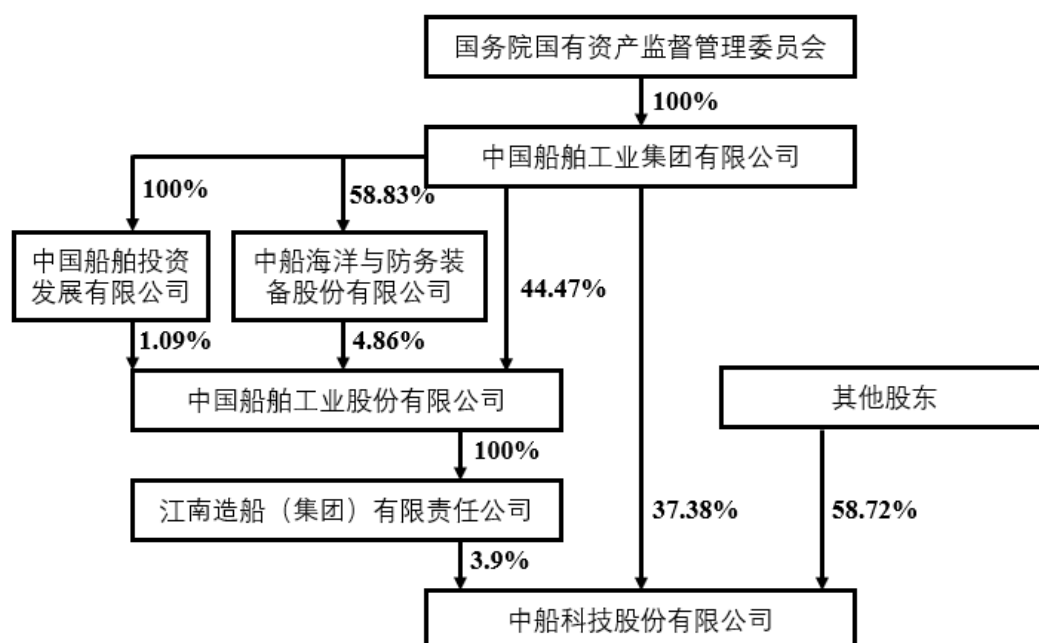 国务院国有资产监督管理委员会
100%
中国船舶工业集团有限公司
100%
58.83%
44.47%
中国船舶投资
发展有限公司
中船海洋与防务装
备股份有限公司
1.09%
4.86%
中国船舶工业股份有限公司
其他股东
100%
江南造船（集团）有限责任公司
37.38%
58.72%
3.9%
中船科技股份有限公司